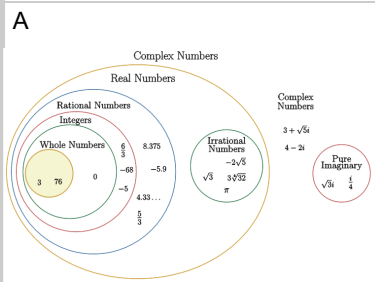 A
Complex Numbers
Real Numbers
Rational Numbers
Integers
Whole Numbers
3
76
0
6/3
-68
-5
8.375
-5.9
4.33...
5/3
Irrational
Numbers
-2√5
√3
3∜32
π
Complex
Numbers
3 + √5i
4 - 2i
Pure
Imaginary
√3i
i/4